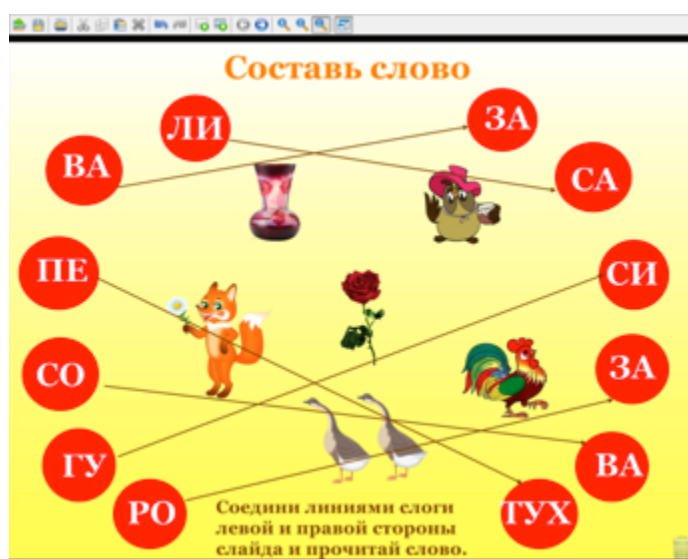 Составь слово
ЛИ
ЗА
ВА
СА
ПЕ
СИ
СО
ЗА
ГУ
ВА
РО
ТУХ
Соедини линиями слоги
левой и правой стороны
слайда и прочитай слово.